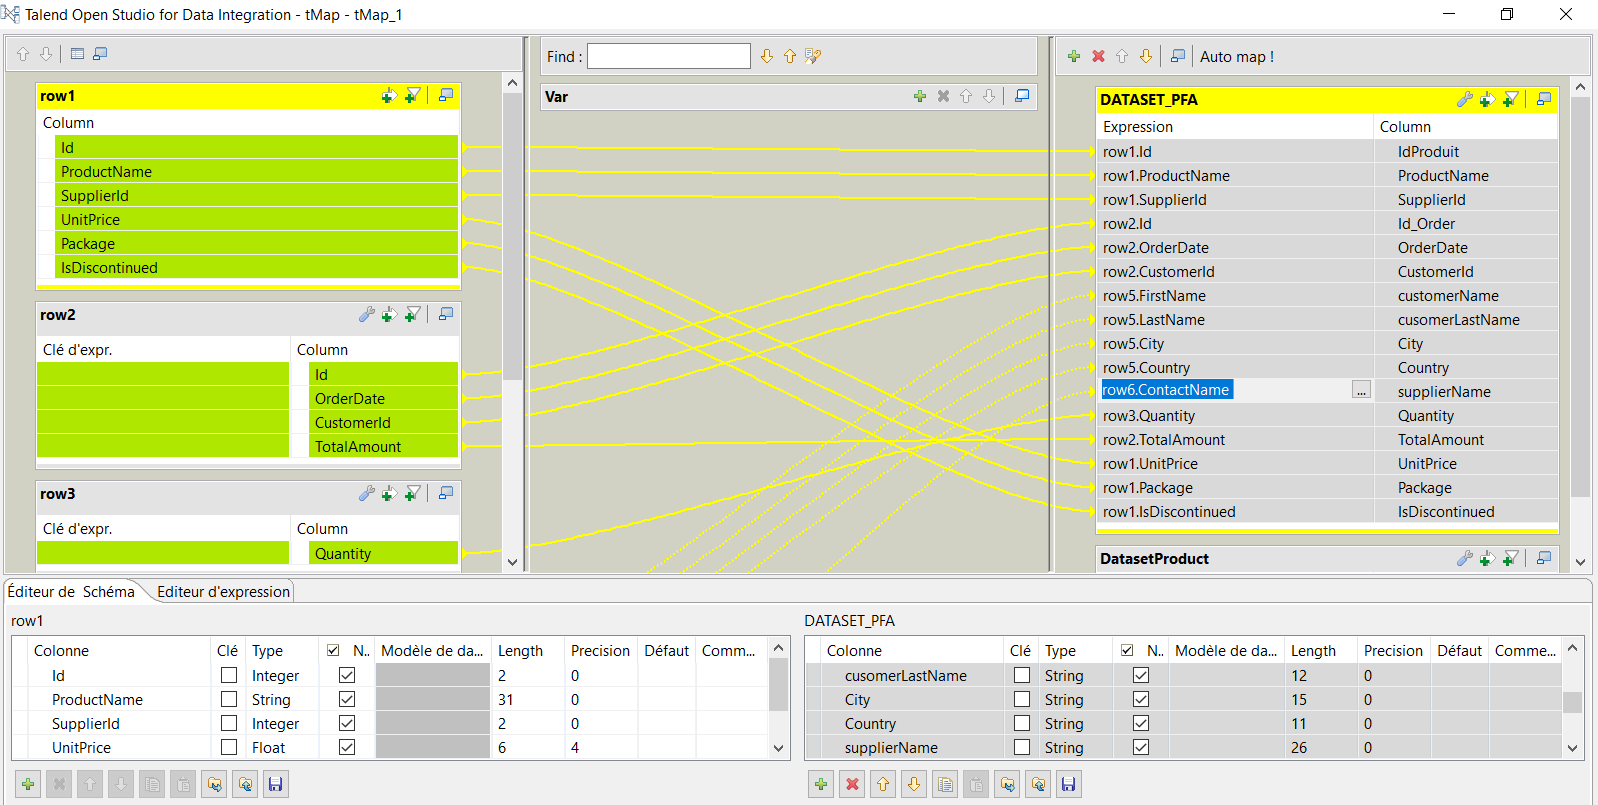 Talend Open Studio for Data Integration - tMap - tMap_1
Find :
Auto map !
row1
Column
Id
ProductName
SupplierId
UnitPrice
Package
IsDiscontinued
row2
Clé d'expr. Column
Id
OrderDate
CustomerId
TotalAmount
row3
Clé d'expr. Column
Quantity
Var
DATASET_PFA
Expression Column
row1.Id IdProduit
row1.ProductName ProductName
row1.SupplierId SupplierId
row2.Id Id_Order
row2.OrderDate OrderDate
row2.CustomerId CustomerId
row5.FirstName customerName
row5.LastName cusomerLastName
row5.City City
row5.Country Country
row6.ContactName ... supplierName
row3.Quantity Quantity
row2.TotalAmount TotalAmount
row1.UnitPrice UnitPrice
row1.Package Package
row1.IsDiscontinued IsDiscontinued
DatasetProduct
Éditeur de Schéma Editeur d'expression
row1
Colonne Clé Type N.. Modèle de da... Length Precision Défaut Comm...
Id Integer 2 0
ProductName String 31 0
SupplierId Integer 2 0
UnitPrice Float 6 4
DATASET_PFA
Colonne Clé Type N.. Modèle de da... Length Precision Défaut Comme...
cusomerLastName String 12 0
City String 15 0
Country String 11 0
supplierName String 26 0